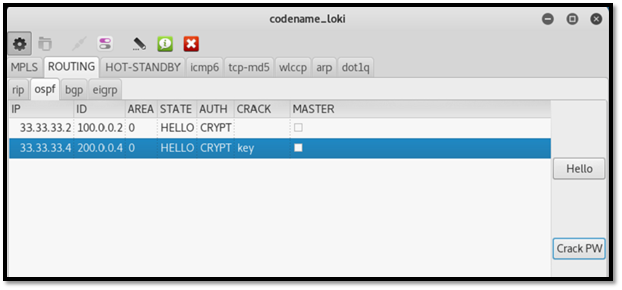 codename_loki
MPLS ROUTING HOT-STANDBY icmp6 tcp-md5 wlccp arp dot1q
rip ospf bgp eigrp
IP ID AREA STATE AUTH CRACK MASTER
33.33.33.2 100.0.0.2 0 HELLO CRYPT
33.33.33.4 200.0.0.4 0 HELLO CRYPT key
Hello
Crack PW